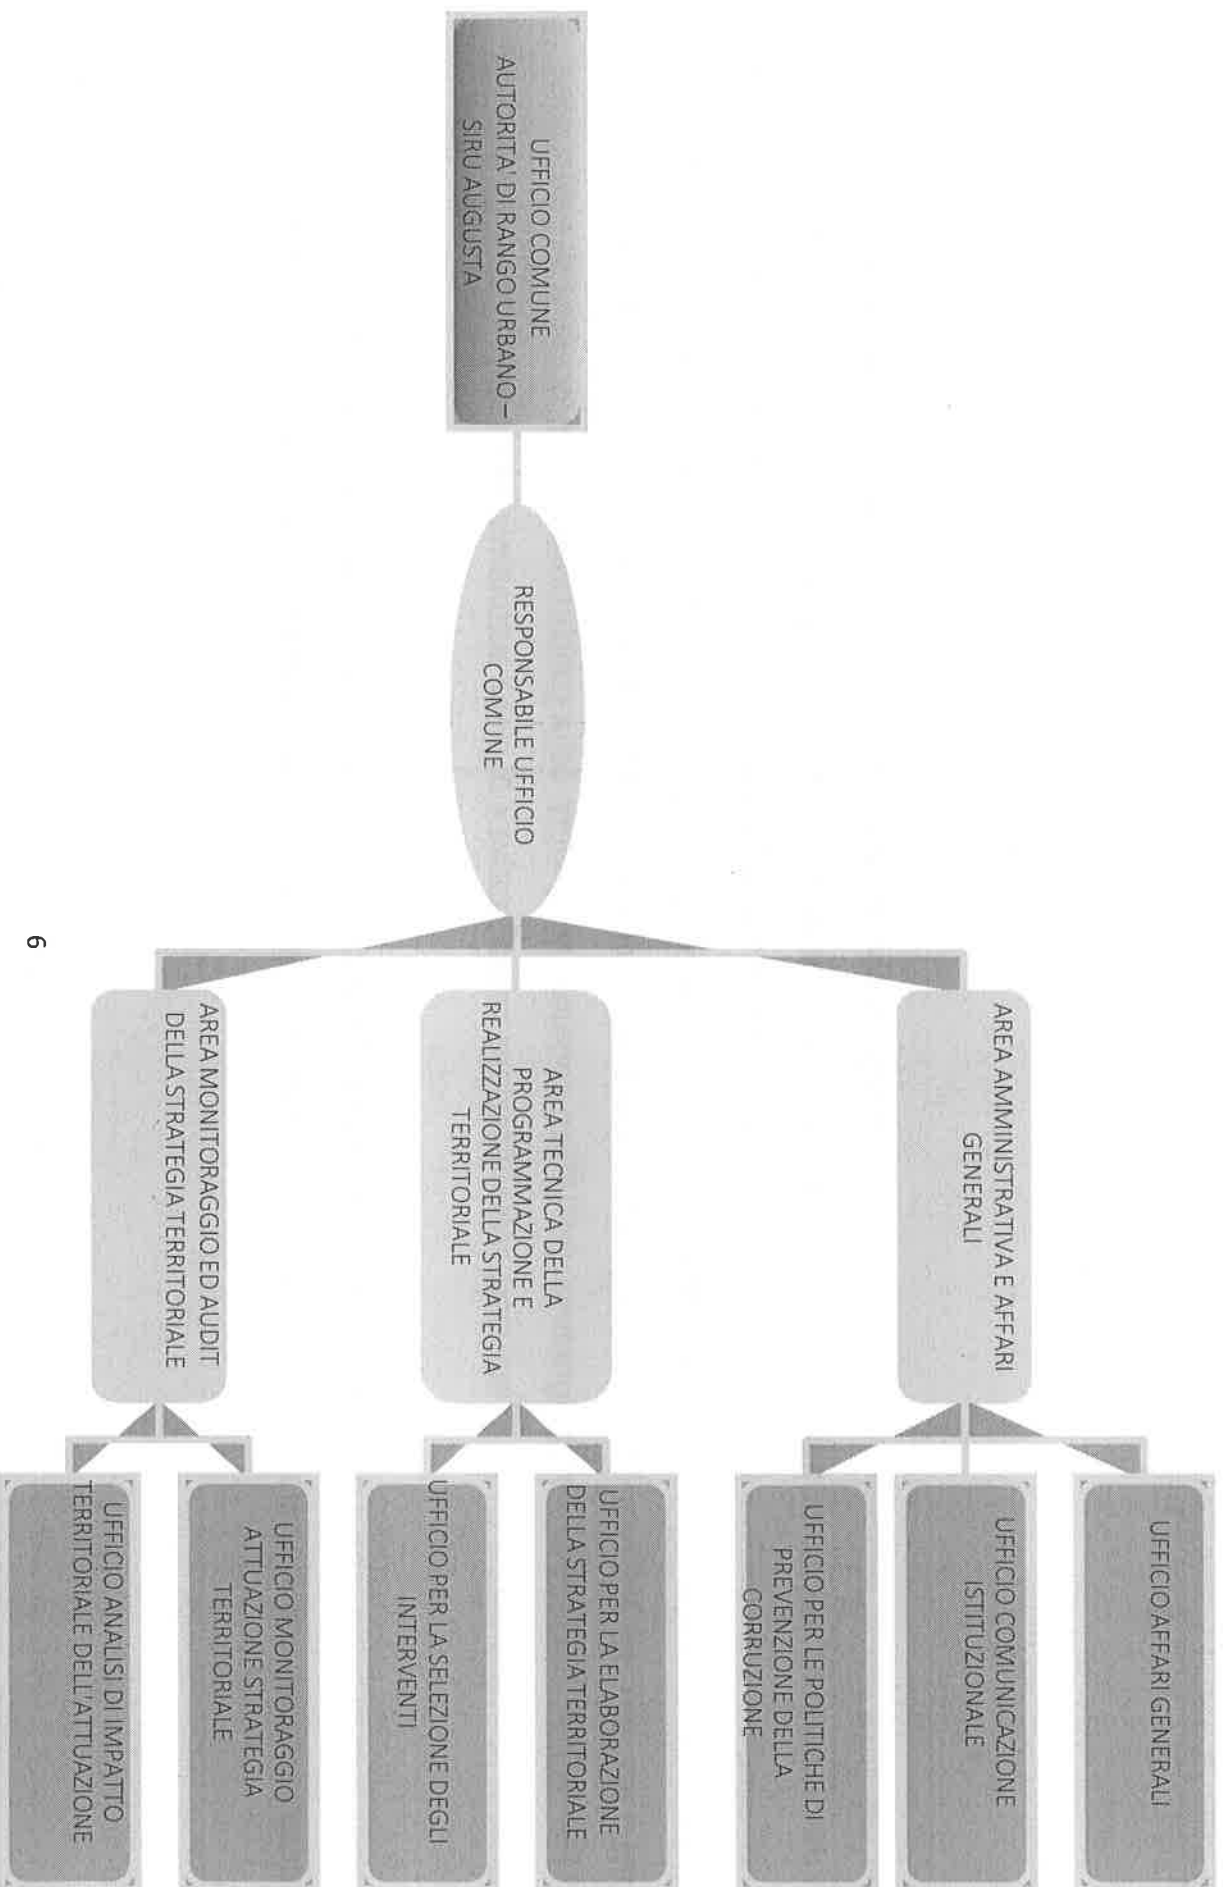 UFFICIO COMUNE
AUTORITA' DI RANGO URBANO –
SIRU AUGUSTA
RESPONSABILE UFFICIO
COMUNE
AREA AMMINISTRATIVA E AFFARI
GENERALI
UFFICIO AFFARI GENERALI
UFFICIO COMUNICAZIONE
ISTITUZIONALE
UFFICIO PER LE POLITICHE DI
PREVENZIONE DELLA
CORRUZIONE
AREA TECNICA DELLA
PROGRAMMAZIONE E
REALIZZAZIONE DELLA STRATEGIA
TERRITORIALE
UFFICIO PER LA ELABORAZIONE
DELLA STRATEGIA TERRITORIALE
UFFICIO PER LA SELEZIONE DEGLI
INTERVENTI
AREA MONITORAGGIO ED AUDIT
DELLA STRATEGIA TERRITORIALE
UFFICIO MONITORAGGIO
ATTUAZIONE STRATEGIA
TERRITORIALE
UFFICIO ANALISI DI IMPATTO
TERRITORIALE DELL'ATTUAZIONE
6